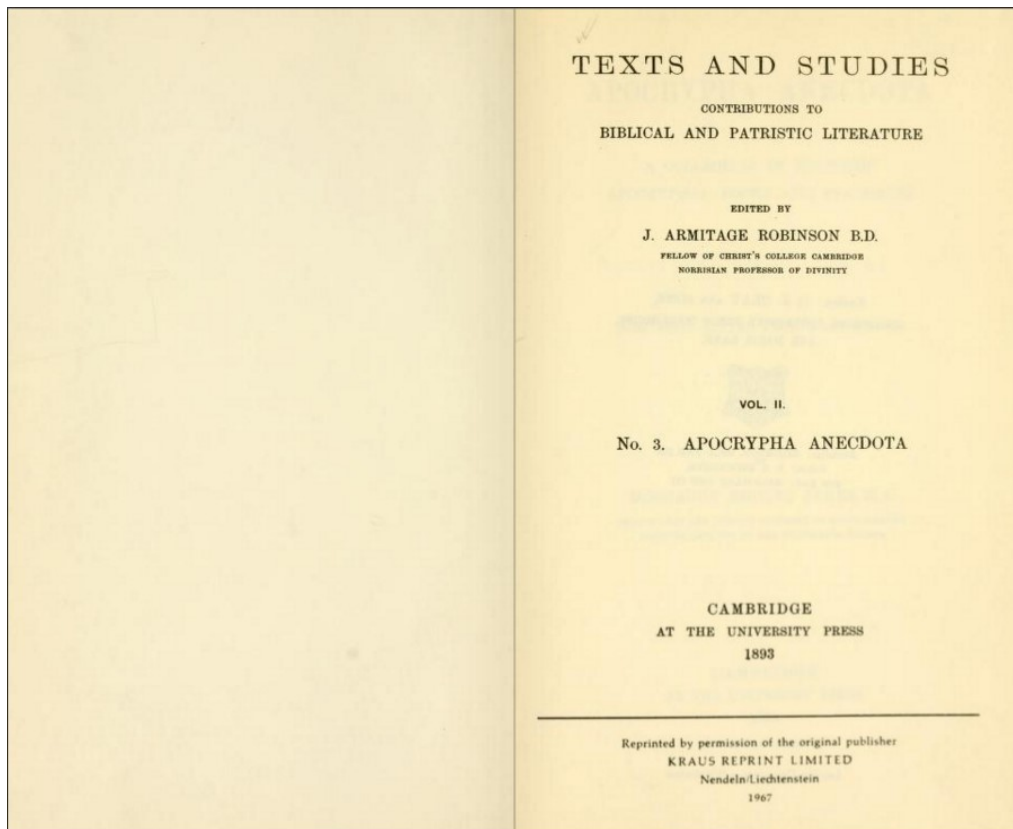 TEXTS AND STUDIES
CONTRIBUTIONS TO
BIBLICAL AND PATRISTIC LITERATURE
EDITED BY
J. ARMITAGE ROBINSON B.D.
FELLOW OF CHRIST'S COLLEGE CAMBRIDGE
NORRISIAN PROFESSOR OF DIVINITY
VOL. II.
No. 3. APOCRYPHA ANECDOTA
CAMBRIDGE
AT THE UNIVERSITY PRESS
1893
Reprinted by permission of the original publisher
KRAUS REPRINT LIMITED
Nendeln/Liechtenstein
1967